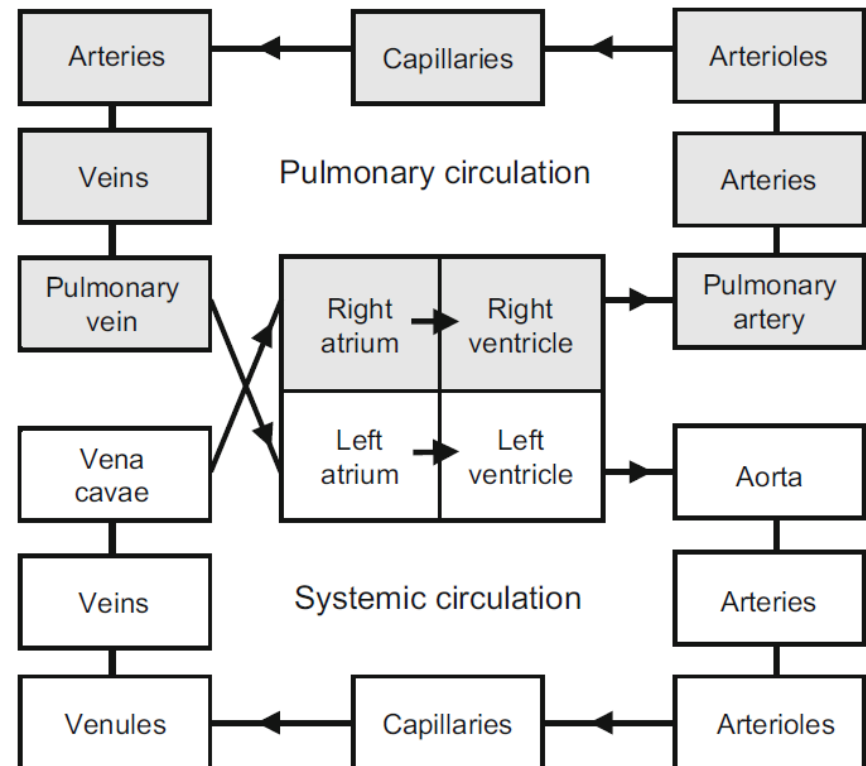 Arteries
Capillaries
Arterioles
Veins
Pulmonary circulation
Arteries
Pulmonary
vein
Right
atrium
Right
ventricle
Pulmonary
artery
Left
atrium
Left
ventricle
Vena
cavae
Aorta
Veins
Systemic circulation
Arteries
Venules
Capillaries
Arterioles